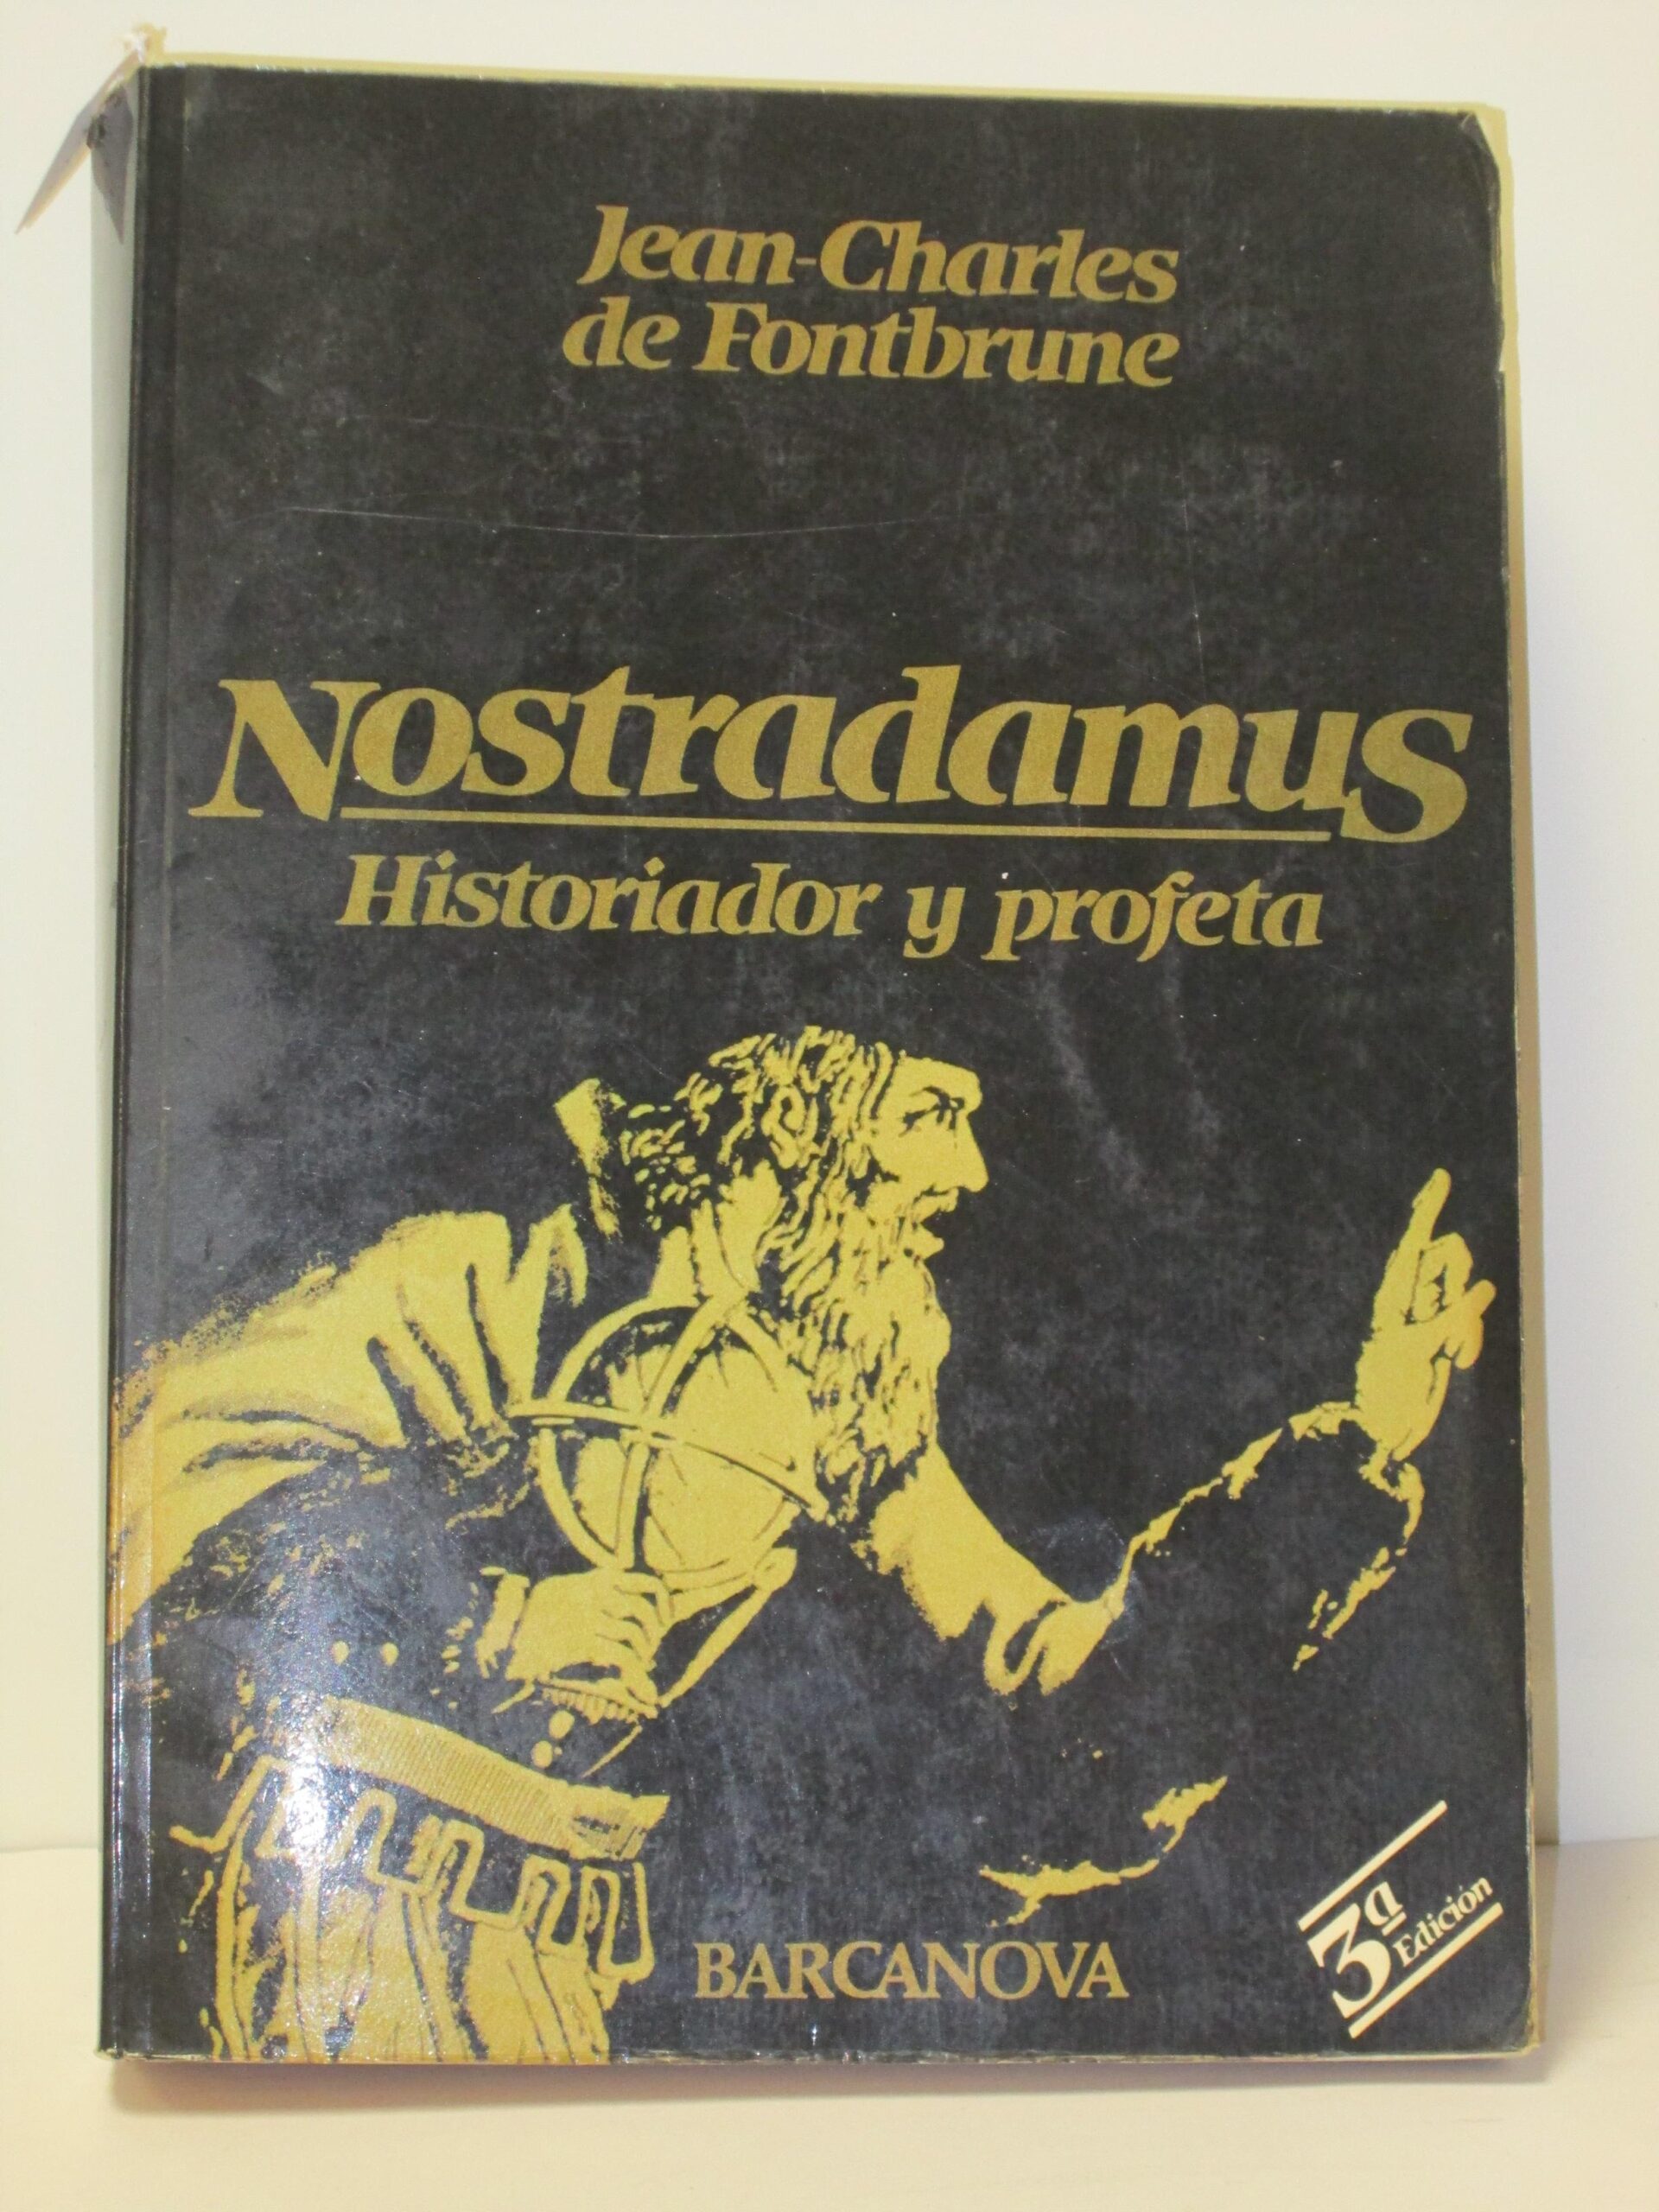 Jean-Charles
de Fontbrune
Nostradamus
Historiador y profeta
BARCANOVA
3ª
Edición